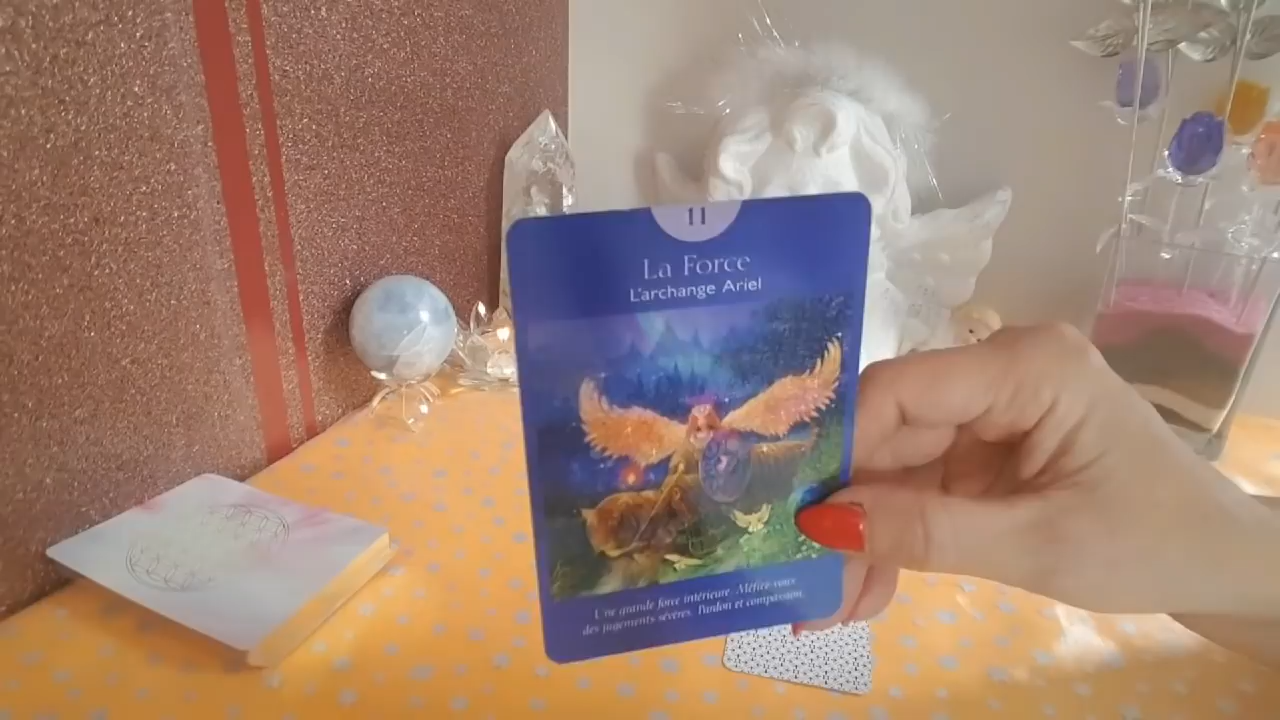 11
La Force
L'archange Ariel
Une grande force intérieure. Méfiez-vous
des jugements sévères. Pardon et compassion.